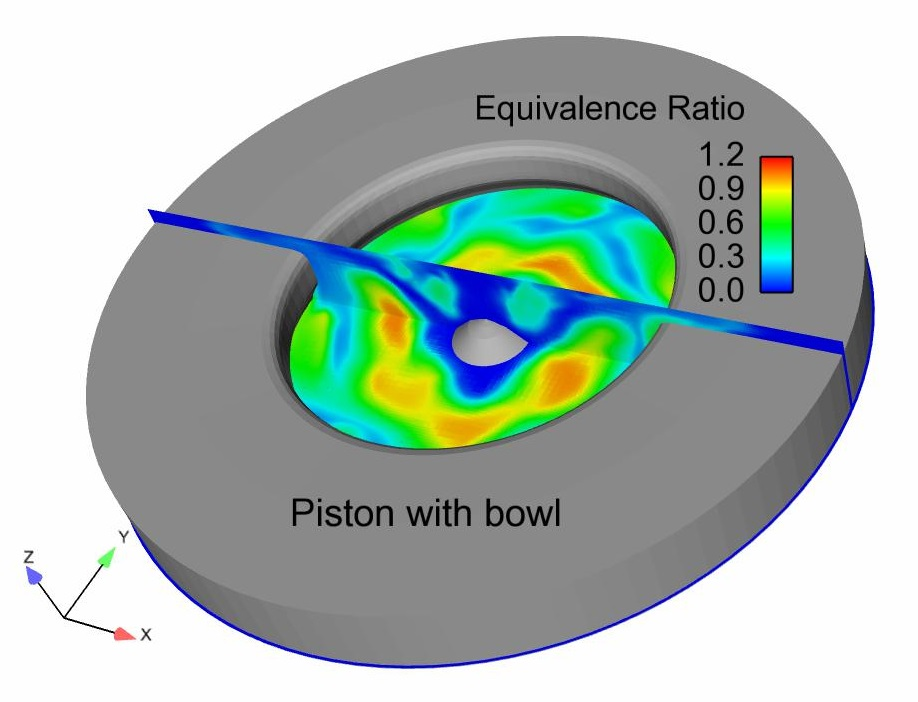 Equivalence Ratio
1.2
0.9
0.6
0.3
0.0
Piston with bowl
Z
Y
X